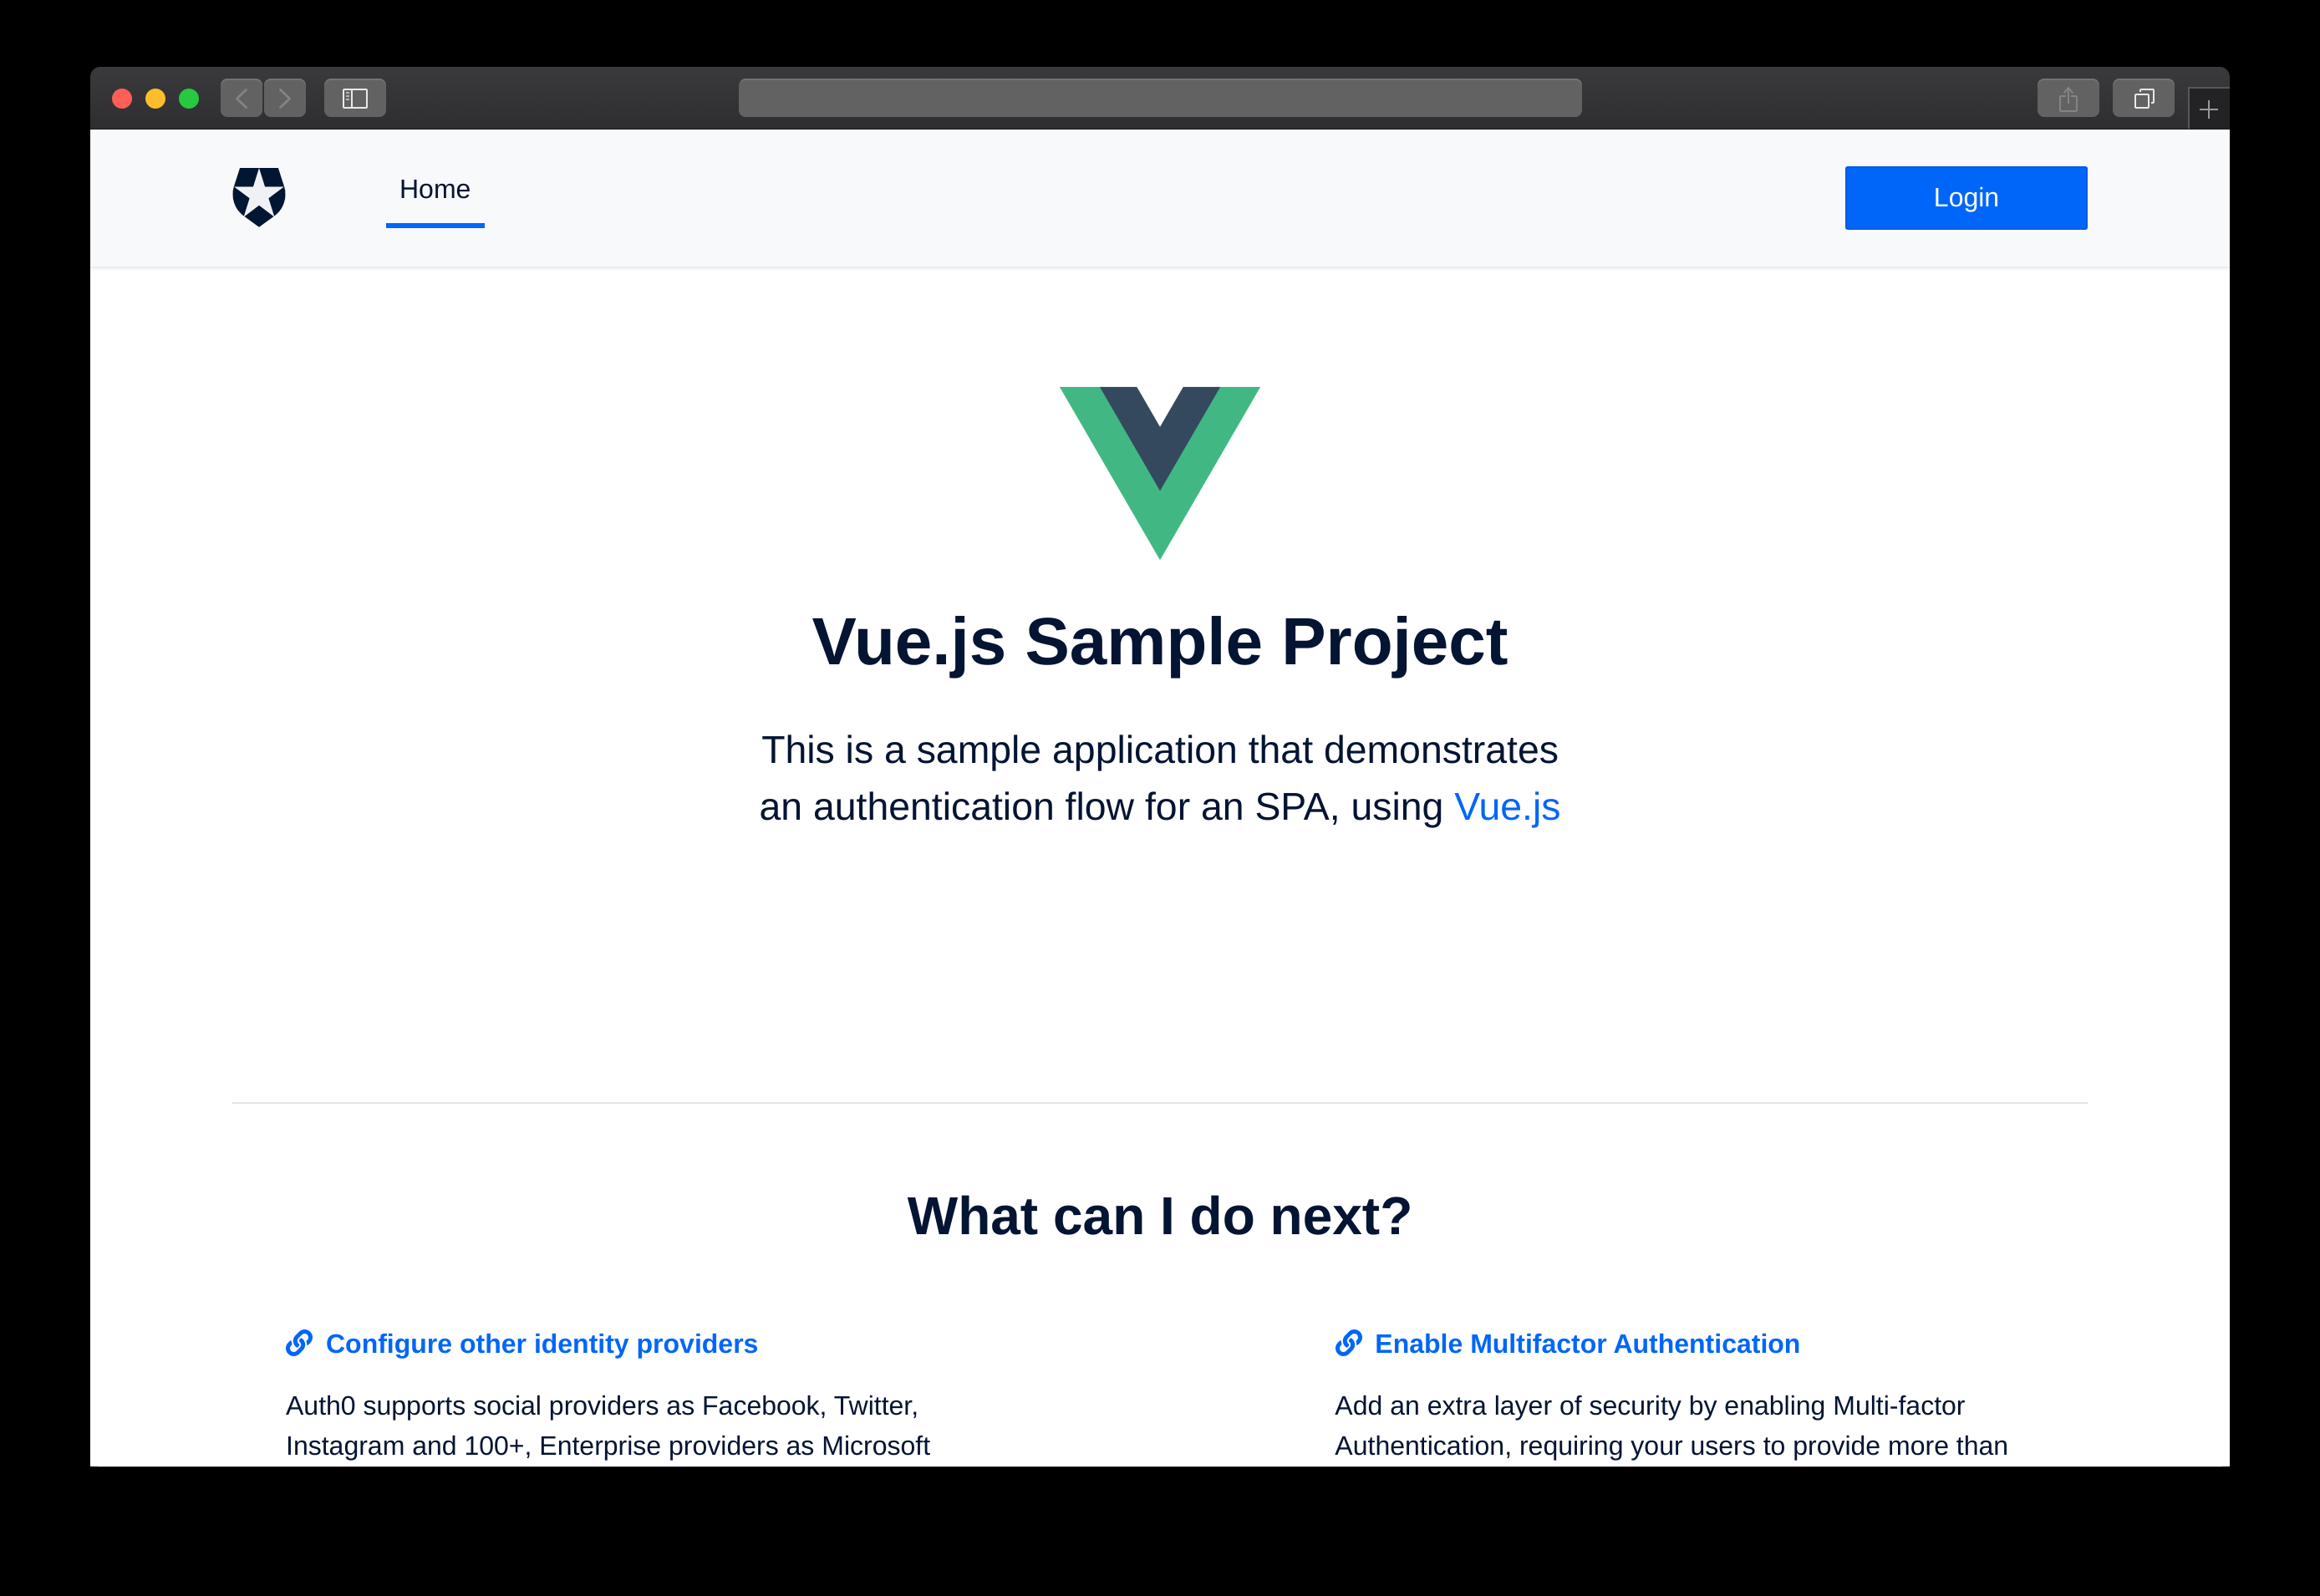 Home
Login
Vue.js Sample Project
This is a sample application that demonstrates
an authentication flow for an SPA, using Vue.js
What can I do next?
Configure other identity providers
Auth0 supports social providers as Facebook, Twitter,
Instagram and 100+, Enterprise providers as Microsoft
Enable Multifactor Authentication
Add an extra layer of security by enabling Multi-factor
Authentication, requiring your users to provide more than